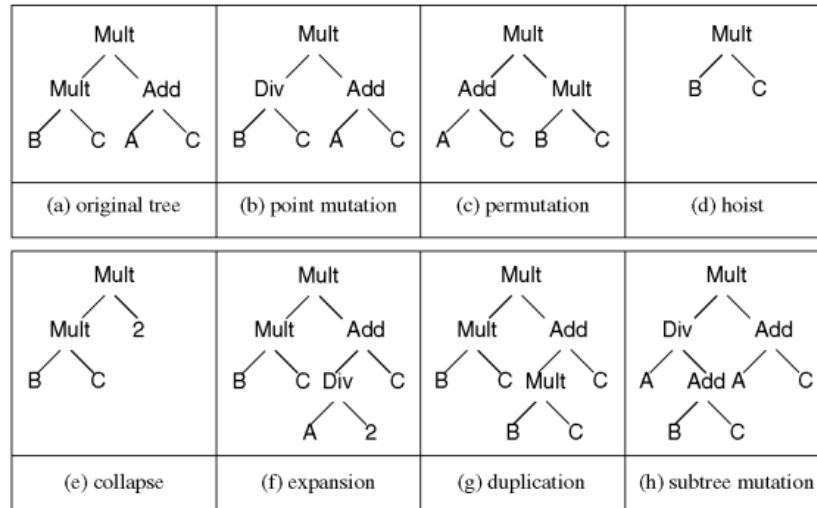 Mult Mult Mult Mult
Mult Add Div Add Add Mult B C
B C A C B C A C A C B C
(a) original tree (b) point mutation (c) permutation (d) hoist
Mult Mult Mult Mult
Mult 2 Mult Add Mult Add Div Add
B C B C Div C B C Mult C A Add A C
A 2 B C B C
(e) collapse (f) expansion (g) duplication (h) subtree mutation